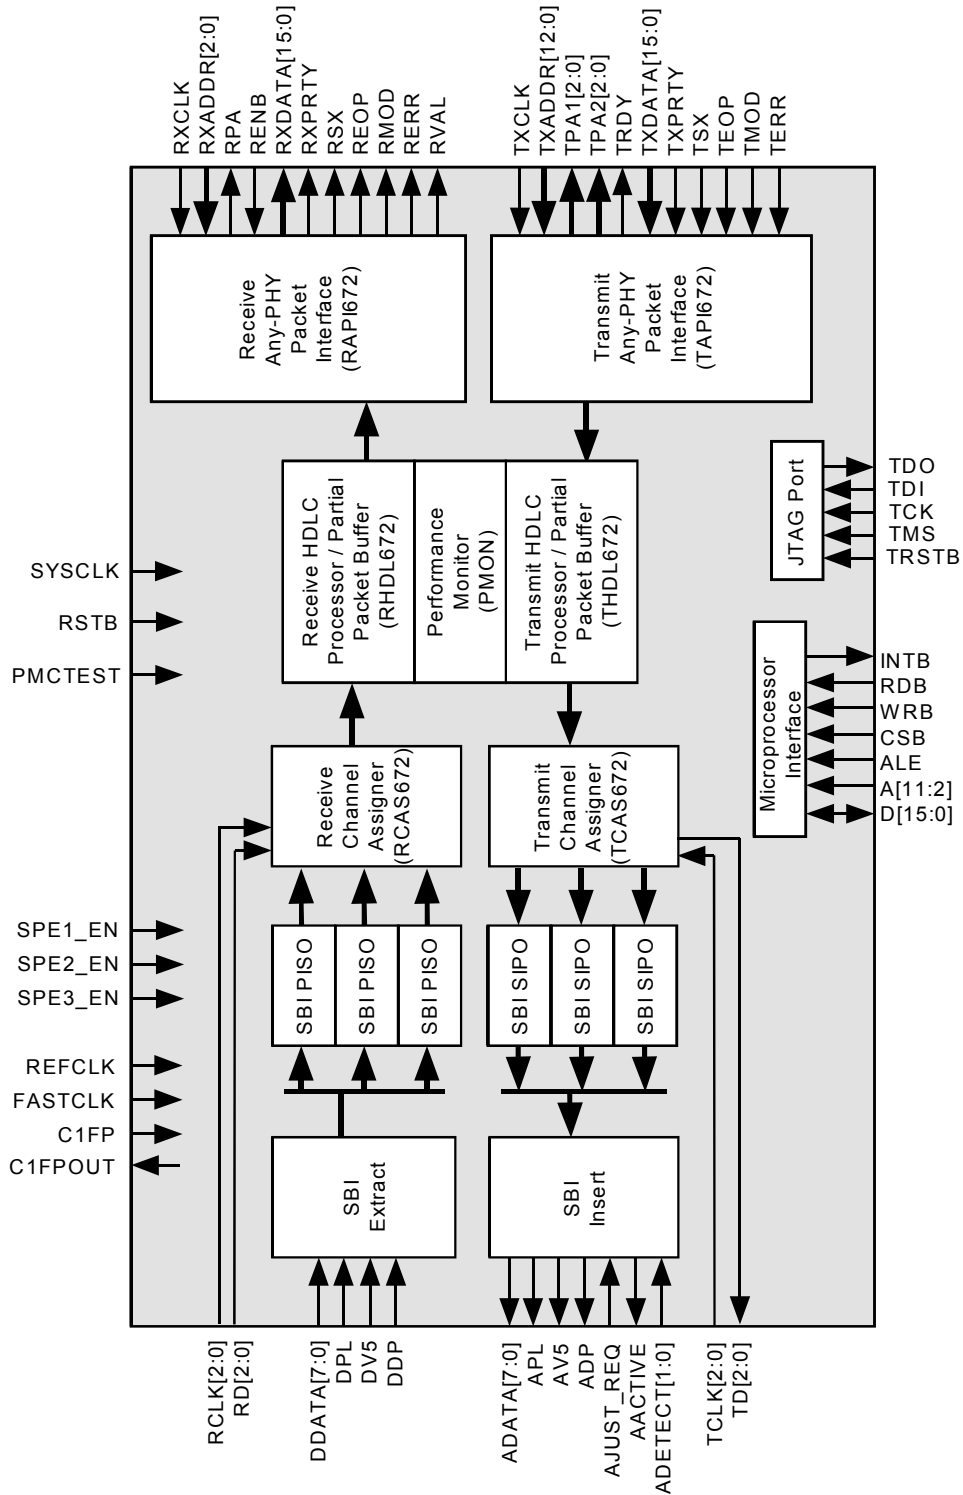 RXCLK
RXADDR[2:0]
RPA
RENB
RXDATA[15:0]
RXPRTY
RSX
REOP
RMOD
RERR
RVAL
TXCLK
TXADDR[12:0]
TPA1[2:0]
TPA2[2:0]
TRDY
TXDATA[15:0]
TXPRTY
TSX
TEOP
TMOD
TERR
Receive
Any-PHY
Packet
Interface
(RAPI672)
Transmit
Any-PHY
Packet
Interface
(TAPI672)
Receive HDLC
Processor / Partial
Packet Buffer
(RHDL672)
Performance
Monitor
(PMON)
Transmit HDLC
Processor / Partial
Packet Buffer
(THDL672)
JTAG Port
TDO
TDI
TCK
TMS
TRSTB
SYSCLK
RSTB
PMCTEST
Microprocessor
Interface
INTB
RDB
WRB
CSB
ALE
A[11:2]
D[15:0]
Receive
Channel
Assigner
(RCAS672)
Transmit
Channel
Assigner
(TCAS672)
SPE1_EN
SPE2_EN
SPE3_EN
SBI PISO
SBI PISO
SBI PISO
SBI SIPO
SBI SIPO
SBI SIPO
REFCLK
FASTCLK
C1FP
C1FPOUT
SBI
Extract
SBI
Insert
RCLK[2:0]
RD[2:0]
DDATA[7:0]
DPL
DV5
DDP
ADATA[7:0]
APL
AV5
ADP
AJUST_REQ
AACTIVE
ADETECT[1:0]
TCLK[2:0]
TD[2:0]